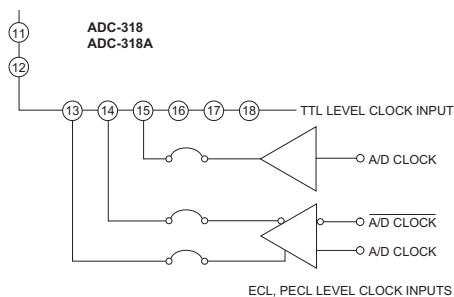 11
ADC-318
ADC-318A
12
13 14 15 16 17 18 TTL LEVEL CLOCK INPUT
A/D CLOCK
A/D CLOCK
A/D CLOCK
ECL, PECL LEVEL CLOCK INPUTS